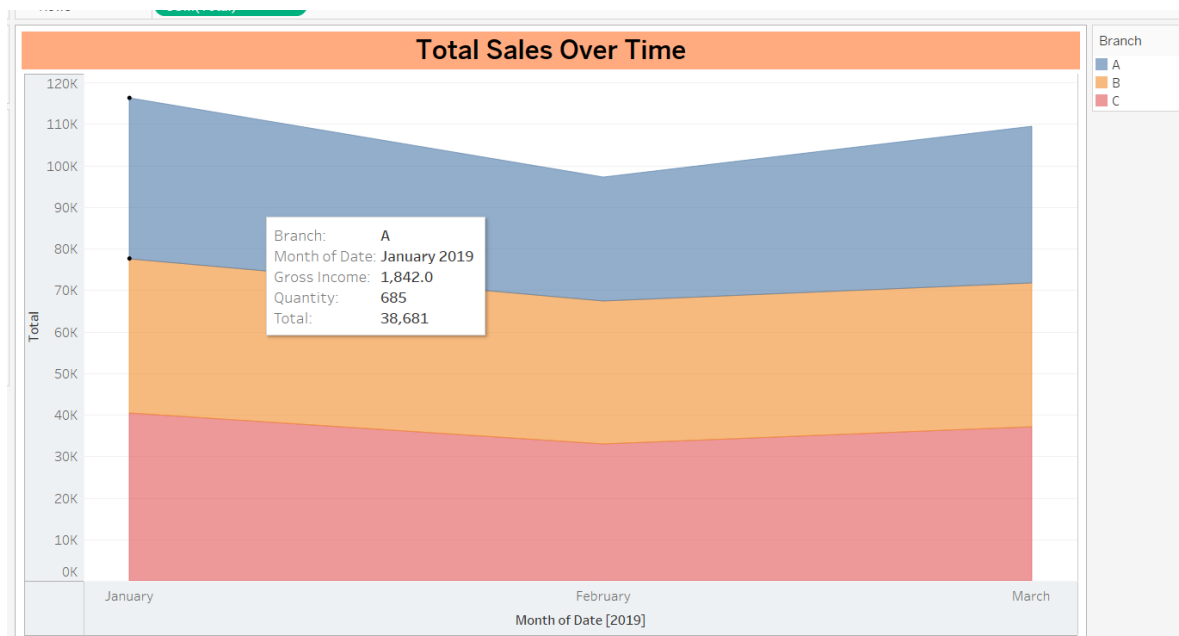 Total Sales Over Time
Branch
A
B
C
120K
110K
100K
90K
80K
70K
60K
50K
40K
30K
20K
10K
0K
Total
Branch: A
Month of Date: January 2019
Gross Income: 1,842.0
Quantity: 685
Total: 38,681
January February March
Month of Date [2019]